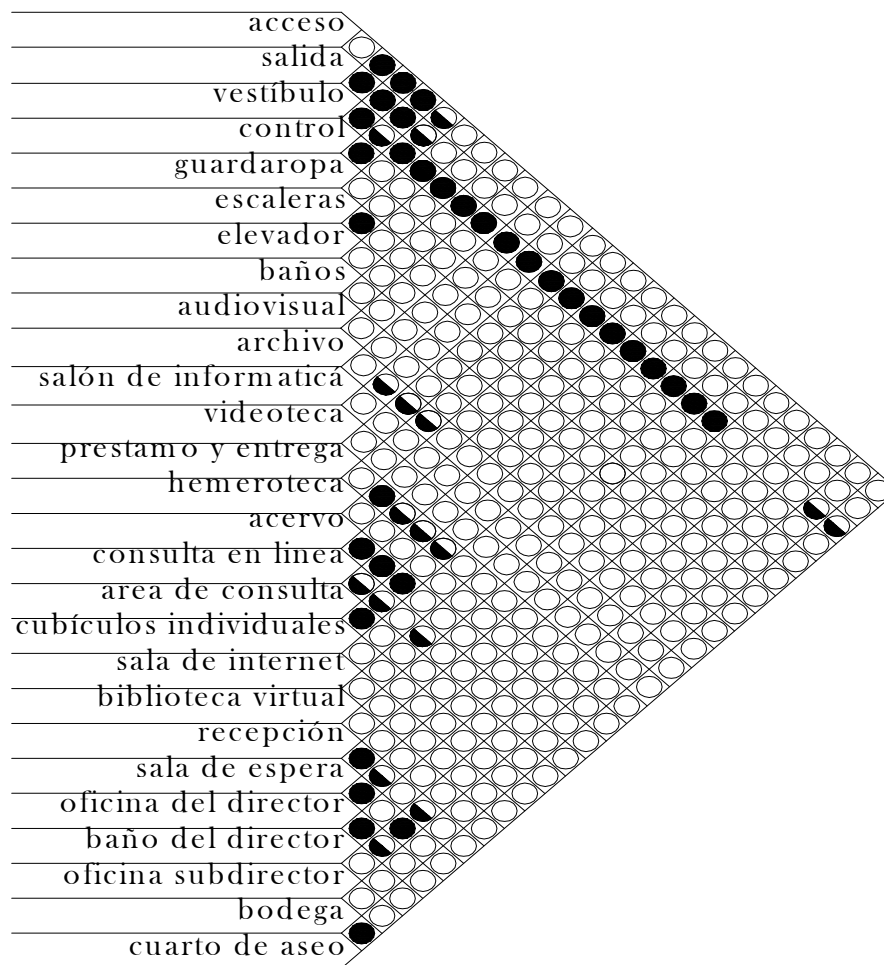 acceso
salida
vestíbulo
control
guardaropa
escaleras
elevador
baños
audiovisual
archivo
salón de informaticá
videoteca
prestamo y entrega
hemeroteca
acervo
consulta en linea
area de consulta
cubículos individuales
sala de internet
biblioteca virtual
recepción
sala de espera
oficina del director
baño del director
oficina subdirector
bodega
cuarto de aseo